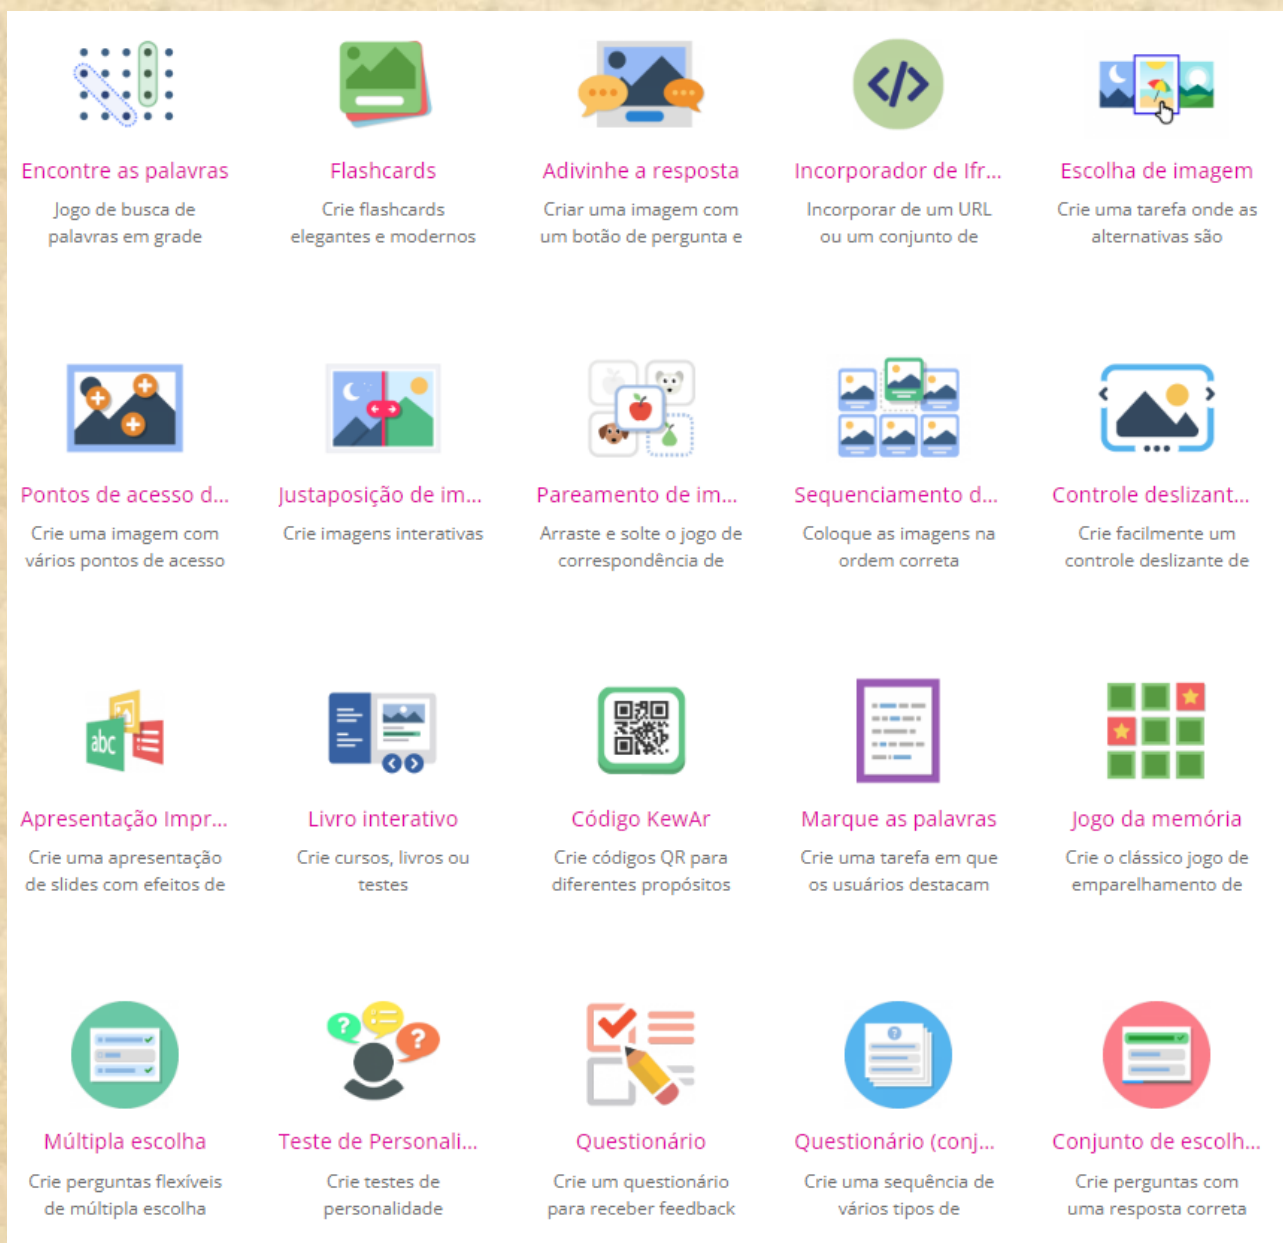 Encontre as palavras
Jogo de busca de
palavras em grade
Flashcards
Crie flashcards
elegantes e modernos
Adivinhe a resposta
Criar uma imagem com
um botão de pergunta e
Incorporador de Ifr...
Incorporar de um URL
ou um conjunto de
Escolha de imagem
Crie uma tarefa onde as
alternativas são
Pontos de acesso d...
Crie uma imagem com
vários pontos de acesso
Justaposição de im...
Crie imagens interativas
Pareamento de im...
Arraste e solte o jogo de
correspondência de
Sequenciamento d...
Coloque as imagens na
ordem correta
Controle deslizant...
Crie facilmente um
controle deslizante de
abc
Apresentação Impr...
Crie uma apresentação
de slides com efeitos de
Livro interativo
Crie cursos, livros ou
testes
Código KewAr
Crie códigos QR para
diferentes propósitos
Marque as palavras
Crie uma tarefa em que
os usuários destacam
Jogo da memória
Crie o clássico jogo de
emparelhamento de
Múltipla escolha
Crie perguntas flexíveis
de múltipla escolha
Teste de Personali...
Crie testes de
personalidade
Questionário
Crie um questionário
para receber feedback
Questionário (conj...
Crie uma sequência de
vários tipos de
Conjunto de escolh...
Crie perguntas com
uma resposta correta